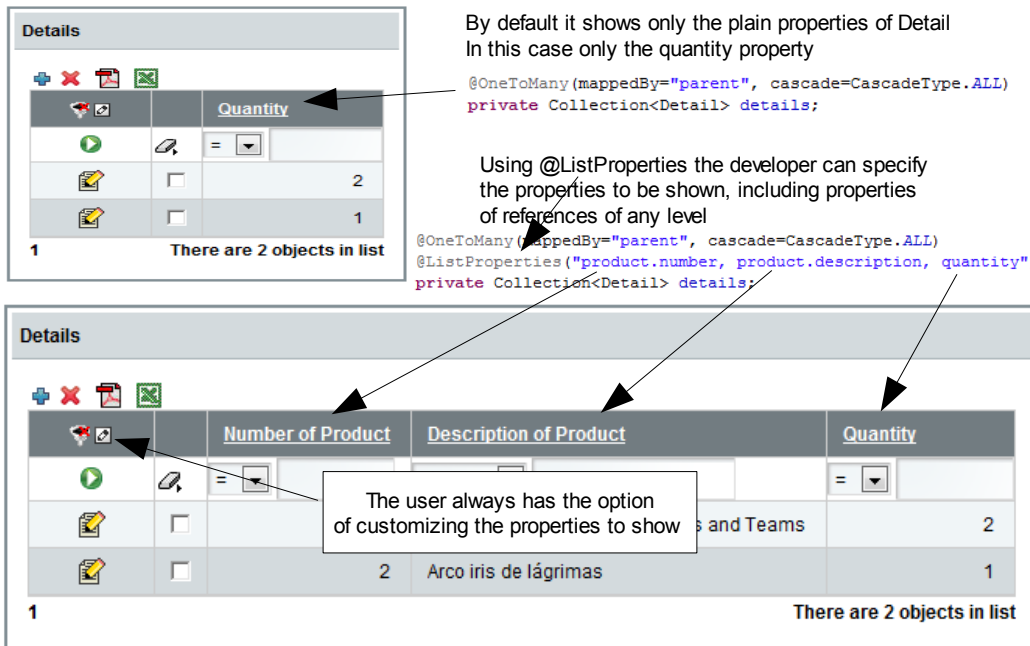 Details
Quantity
=
2
1
1 There are 2 objects in list
By default it shows only the plain properties of Detail
In this case only the quantity property
@OneToMany(mappedBy="parent", cascade=CascadeType.ALL)
private Collection<Detail> details;
Using @ListProperties the developer can specify
the properties to be shown, including properties
of references of any level
@OneToMany(mappedBy="parent", cascade=CascadeType.ALL)
@ListProperties("product.number, product.description, quantity"
private Collection<Detail> details;
Details
Number of Product Description of Product Quantity
= =
The user always has the option
of customizing the properties to show
and Teams 2
2 Arco iris de lágrimas 1
1 There are 2 objects in list